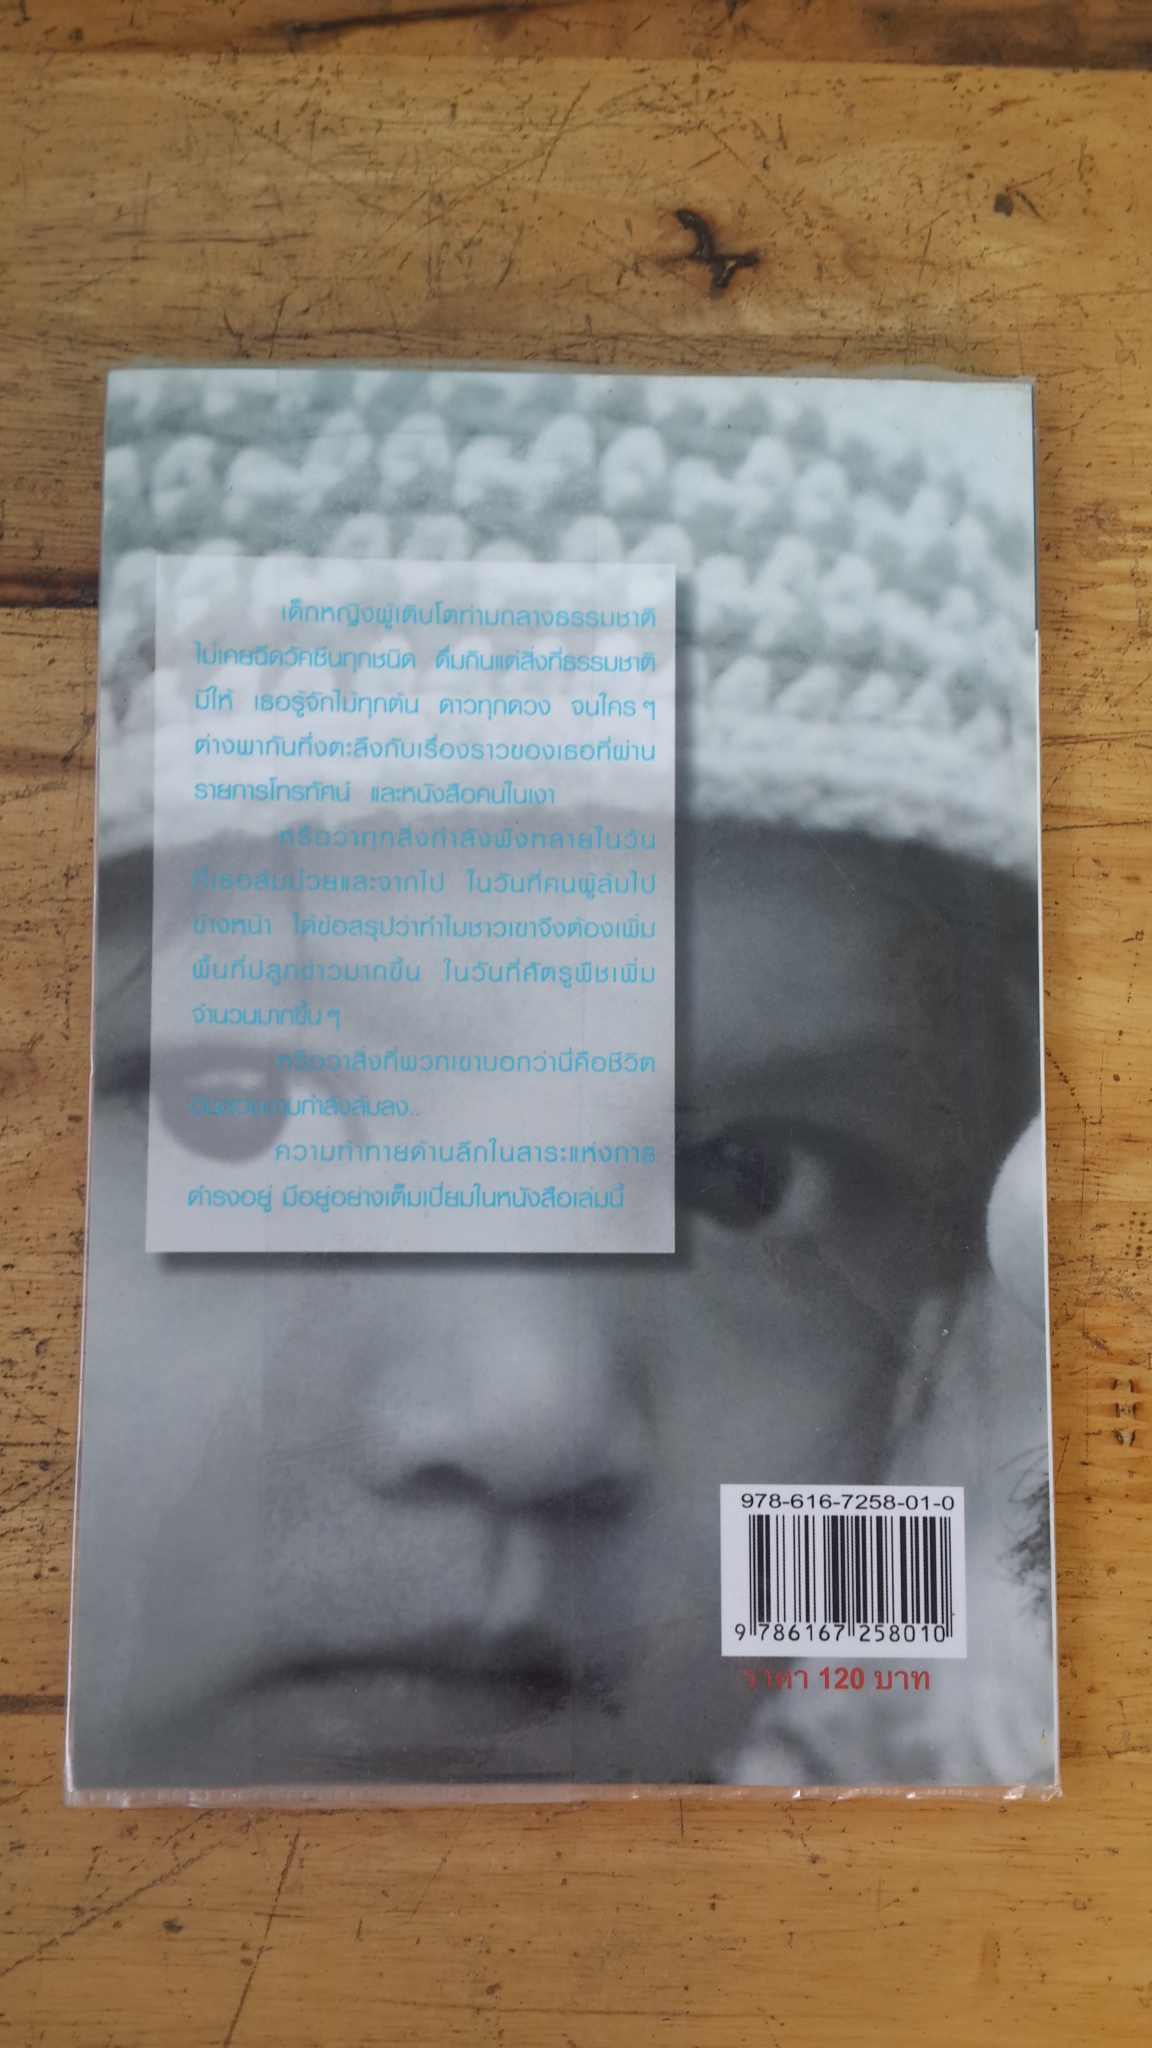 เด็กหญิงผู้เติบโตท่ามกลางธรรมชาติ
ไม่เคยฉีดวัคซีนทุกชนิด ดื่มกินแต่สิ่งที่ธรรมชาติ
มีให้ เธอรู้จักไม้ทุกต้น ดาวทุกดวง จนใครๆ
ต่างพากันทึ่งตะลึงกับเรื่องราวของเธอที่ผ่าน
รายการโทรทัศน์ และหนังสือคนในเงา
หรือว่าทุกสิ่งกำลังพังทลายในวัน
ที่เธอล้มป่วยและจากไป ในวันที่คนผู้ล้มไป
ข้างหน้า ได้ข้อสรุปว่าทำไมชาวเขาจึงต้องเพิ่ม
พื้นที่ปลูกข้าวมากขึ้น ในวันที่ศัตรูพืชเพิ่ม
จำนวนมากขึ้นๆ
หรือว่าสิ่งที่พวกเขาบอกว่านี่คือชีวิต
อันสวยงามกำลังล้มลง..
ความท้าทายด้านลึกในสาระแห่งการ
ดำรงอยู่ มีอยู่อย่างเต็มเปี่ยมในหนังสือเล่มนี้
978-616-7258-01-0
9 786167 258010
ราคา 120 บาท